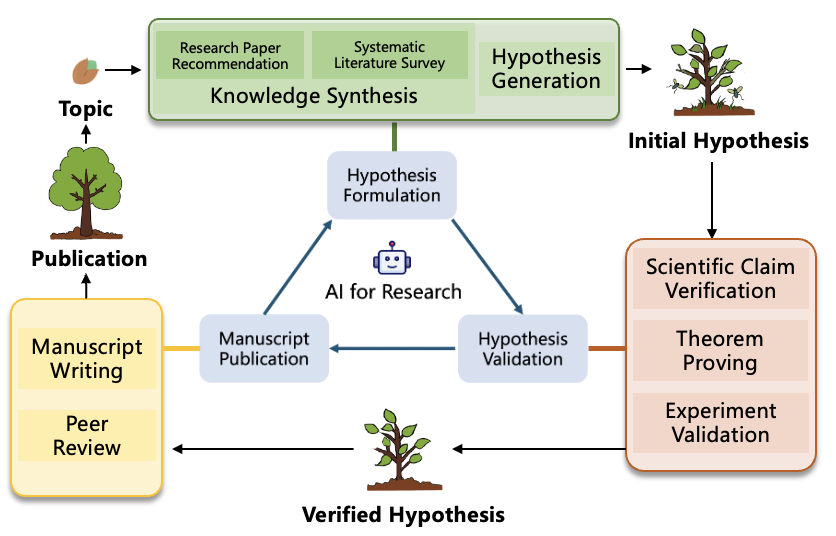 Research Paper
Recommendation
Systematic
Literature Survey
Knowledge Synthesis
Hypothesis
Generation
Topic
Initial Hypothesis
Hypothesis
Formulation
Publication
AI for Research
Scientific Claim
Verification
Theorem
Proving
Experiment
Validation
Manuscript
Publication
Hypothesis
Validation
Manuscript
Writing
Peer
Review
Verified Hypothesis